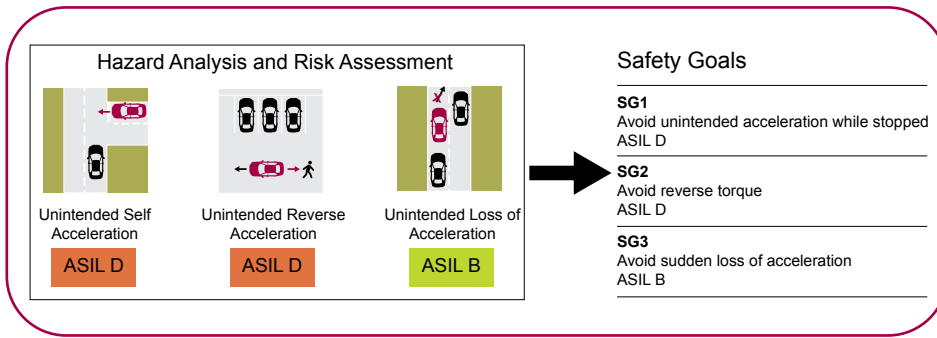 Hazard Analysis and Risk Assessment
Unintended Self
Acceleration
ASIL D
Unintended Reverse
Acceleration
ASIL D
Unintended Loss of
Acceleration
ASIL B
Safety Goals
SG1
Avoid unintended acceleration while stopped
ASIL D
SG2
Avoid reverse torque
ASIL D
SG3
Avoid sudden loss of acceleration
ASIL B